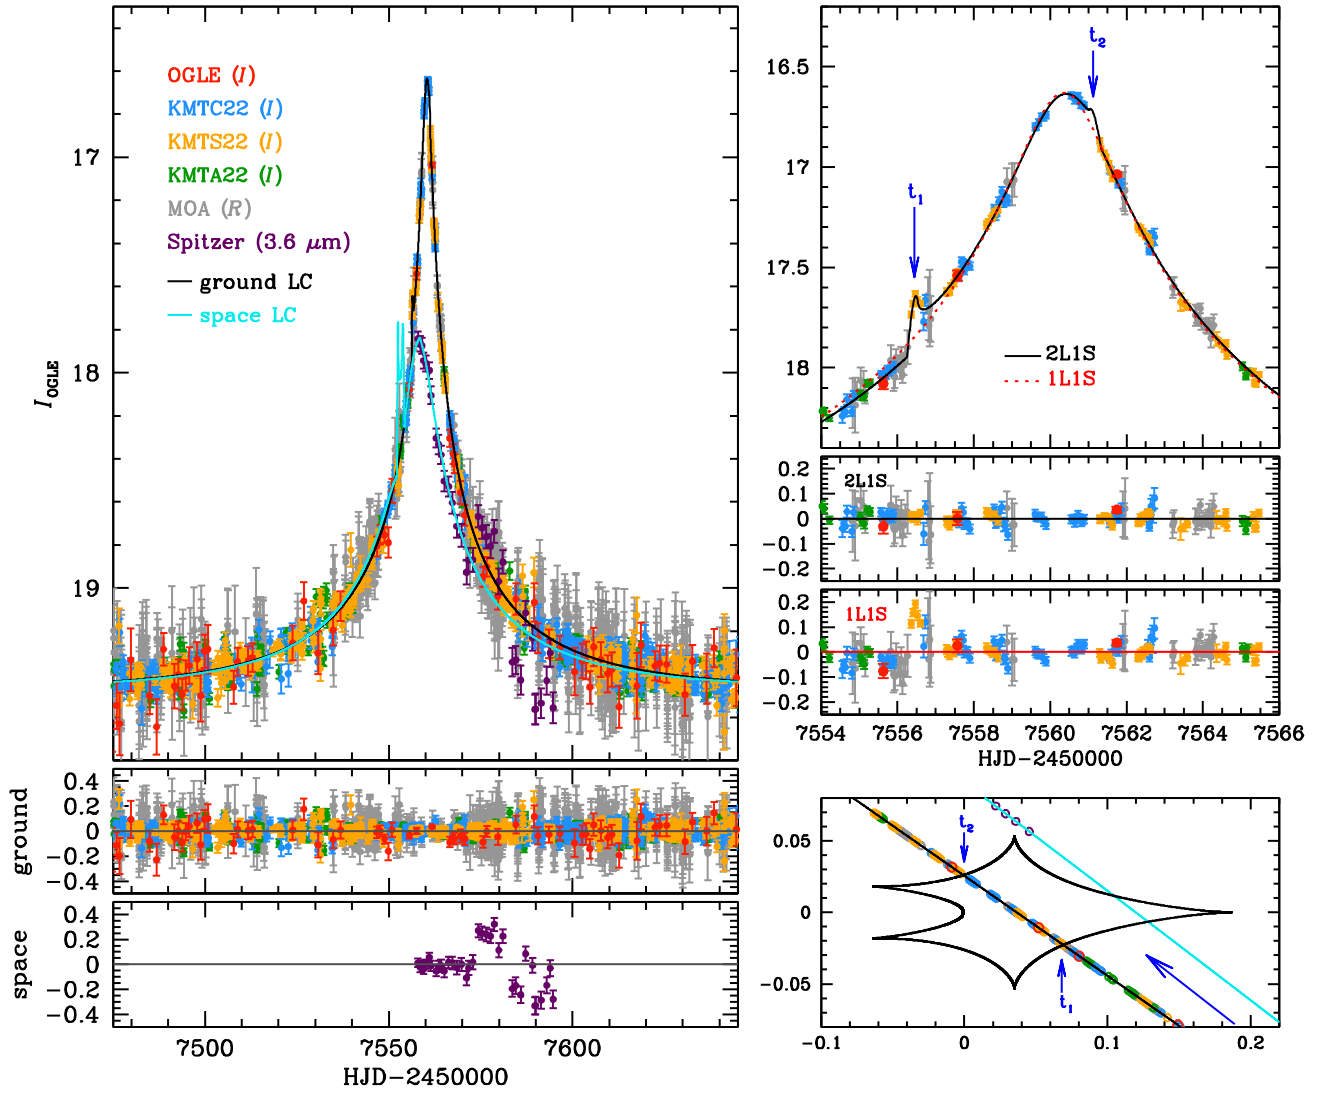 OGLE (I)
KMTC22 (I)
KMTS22 (I)
KMTA22 (I)
MOA (R)
Spitzer (3.6 μm)
ground LC
space LC
17
18
19
I_OGLE
0.4
0.2
0
−0.2
−0.4
ground
0.4
0.2
0
−0.2
−0.4
space
7500
7550
7600
HJD−2450000
16.5
17
17.5
18
t₁
t₂
2L1S
1L1S
0.2
0.1
0
−0.1
−0.2
2L1S
0.2
0.1
0
−0.1
−0.2
1L1S
7554
7556
7558
7560
7562
7564
7566
HJD−2450000
0.05
0
−0.05
t₂
t₁
−0.1
0
0.1
0.2